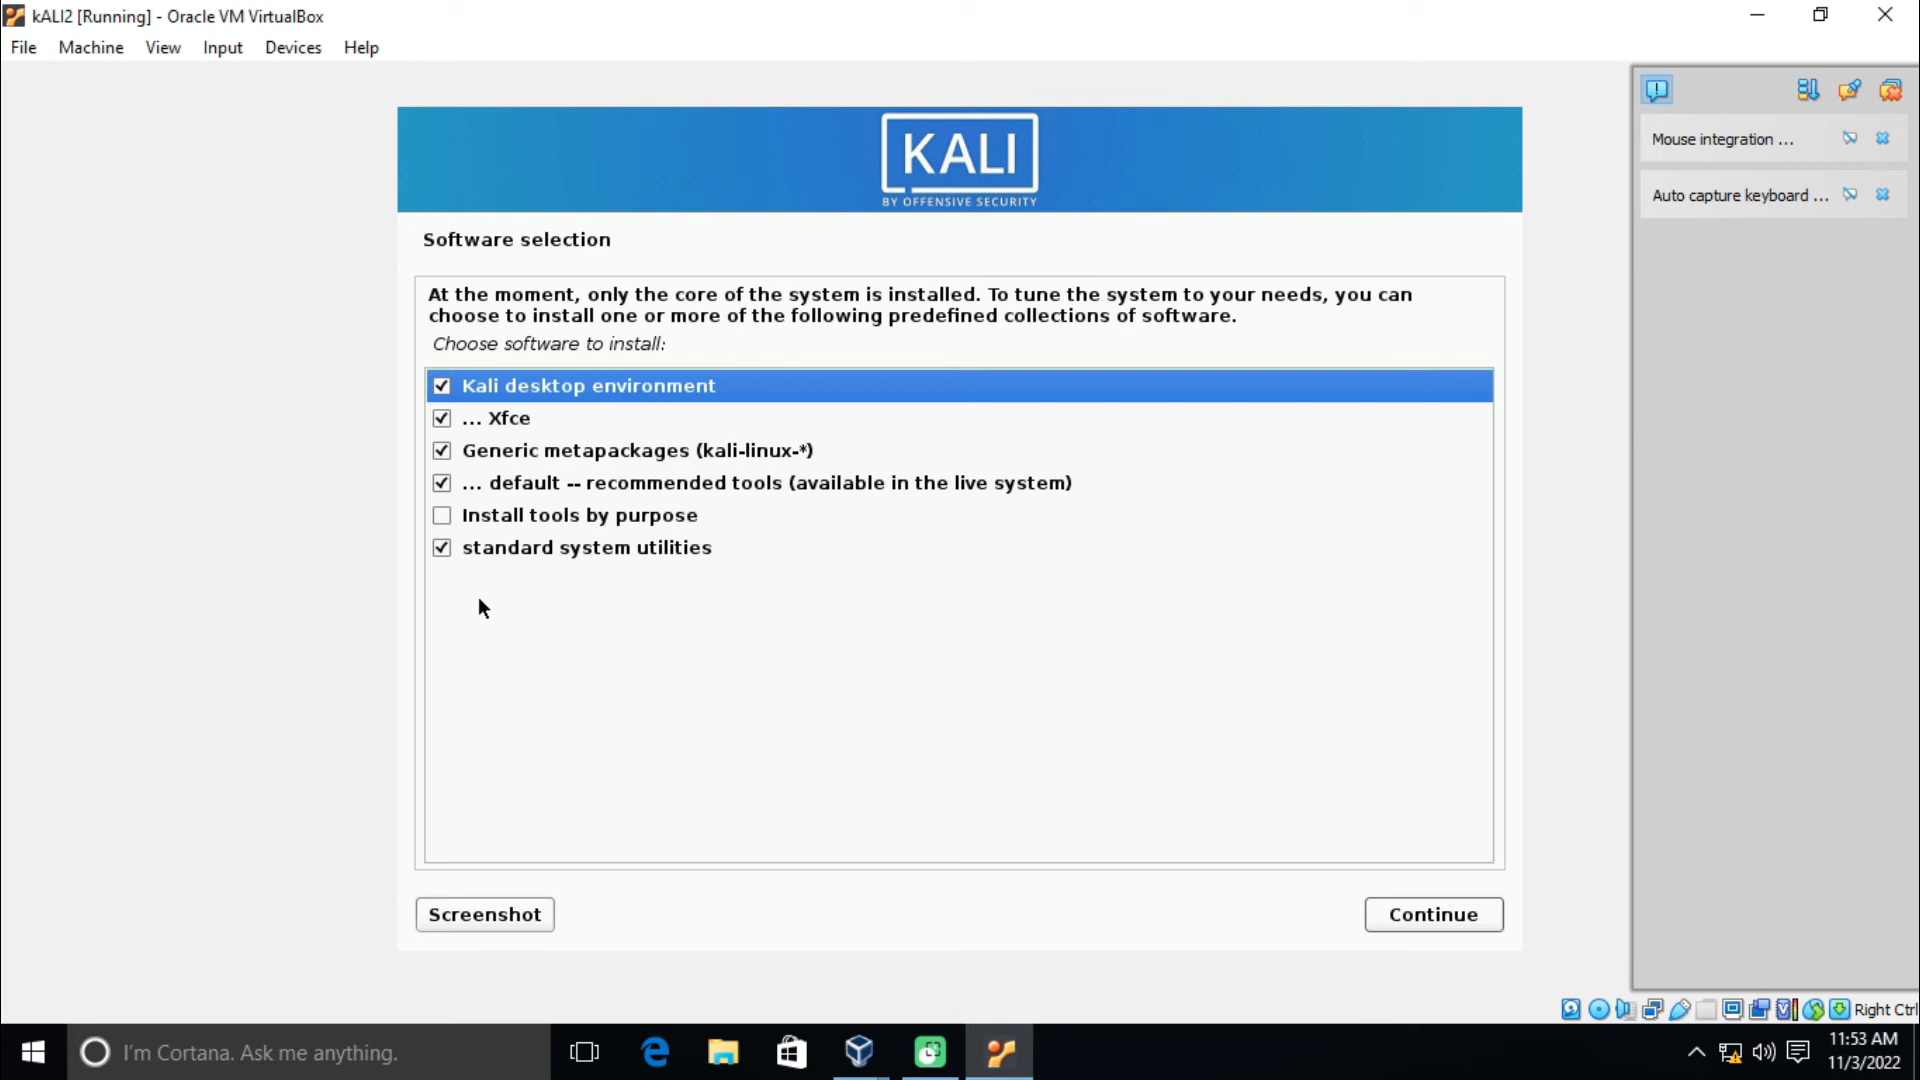 kALI2 [Running] - Oracle VM VirtualBox
File Machine View Input Devices Help
KALI
BY OFFENSIVE SECURITY
Mouse integration ...
Auto capture keyboard ...
Software selection
At the moment, only the core of the system is installed. To tune the system to your needs, you can
choose to install one or more of the following predefined collections of software.
Choose software to install:
Kali desktop environment
... Xfce
Generic metapackages (kali-linux-*)
... default -- recommended tools (available in the live system)
Install tools by purpose
standard system utilities
Screenshot
Continue
Right Ctrl
I'm Cortana. Ask me anything.
11:53 AM
11/3/2022